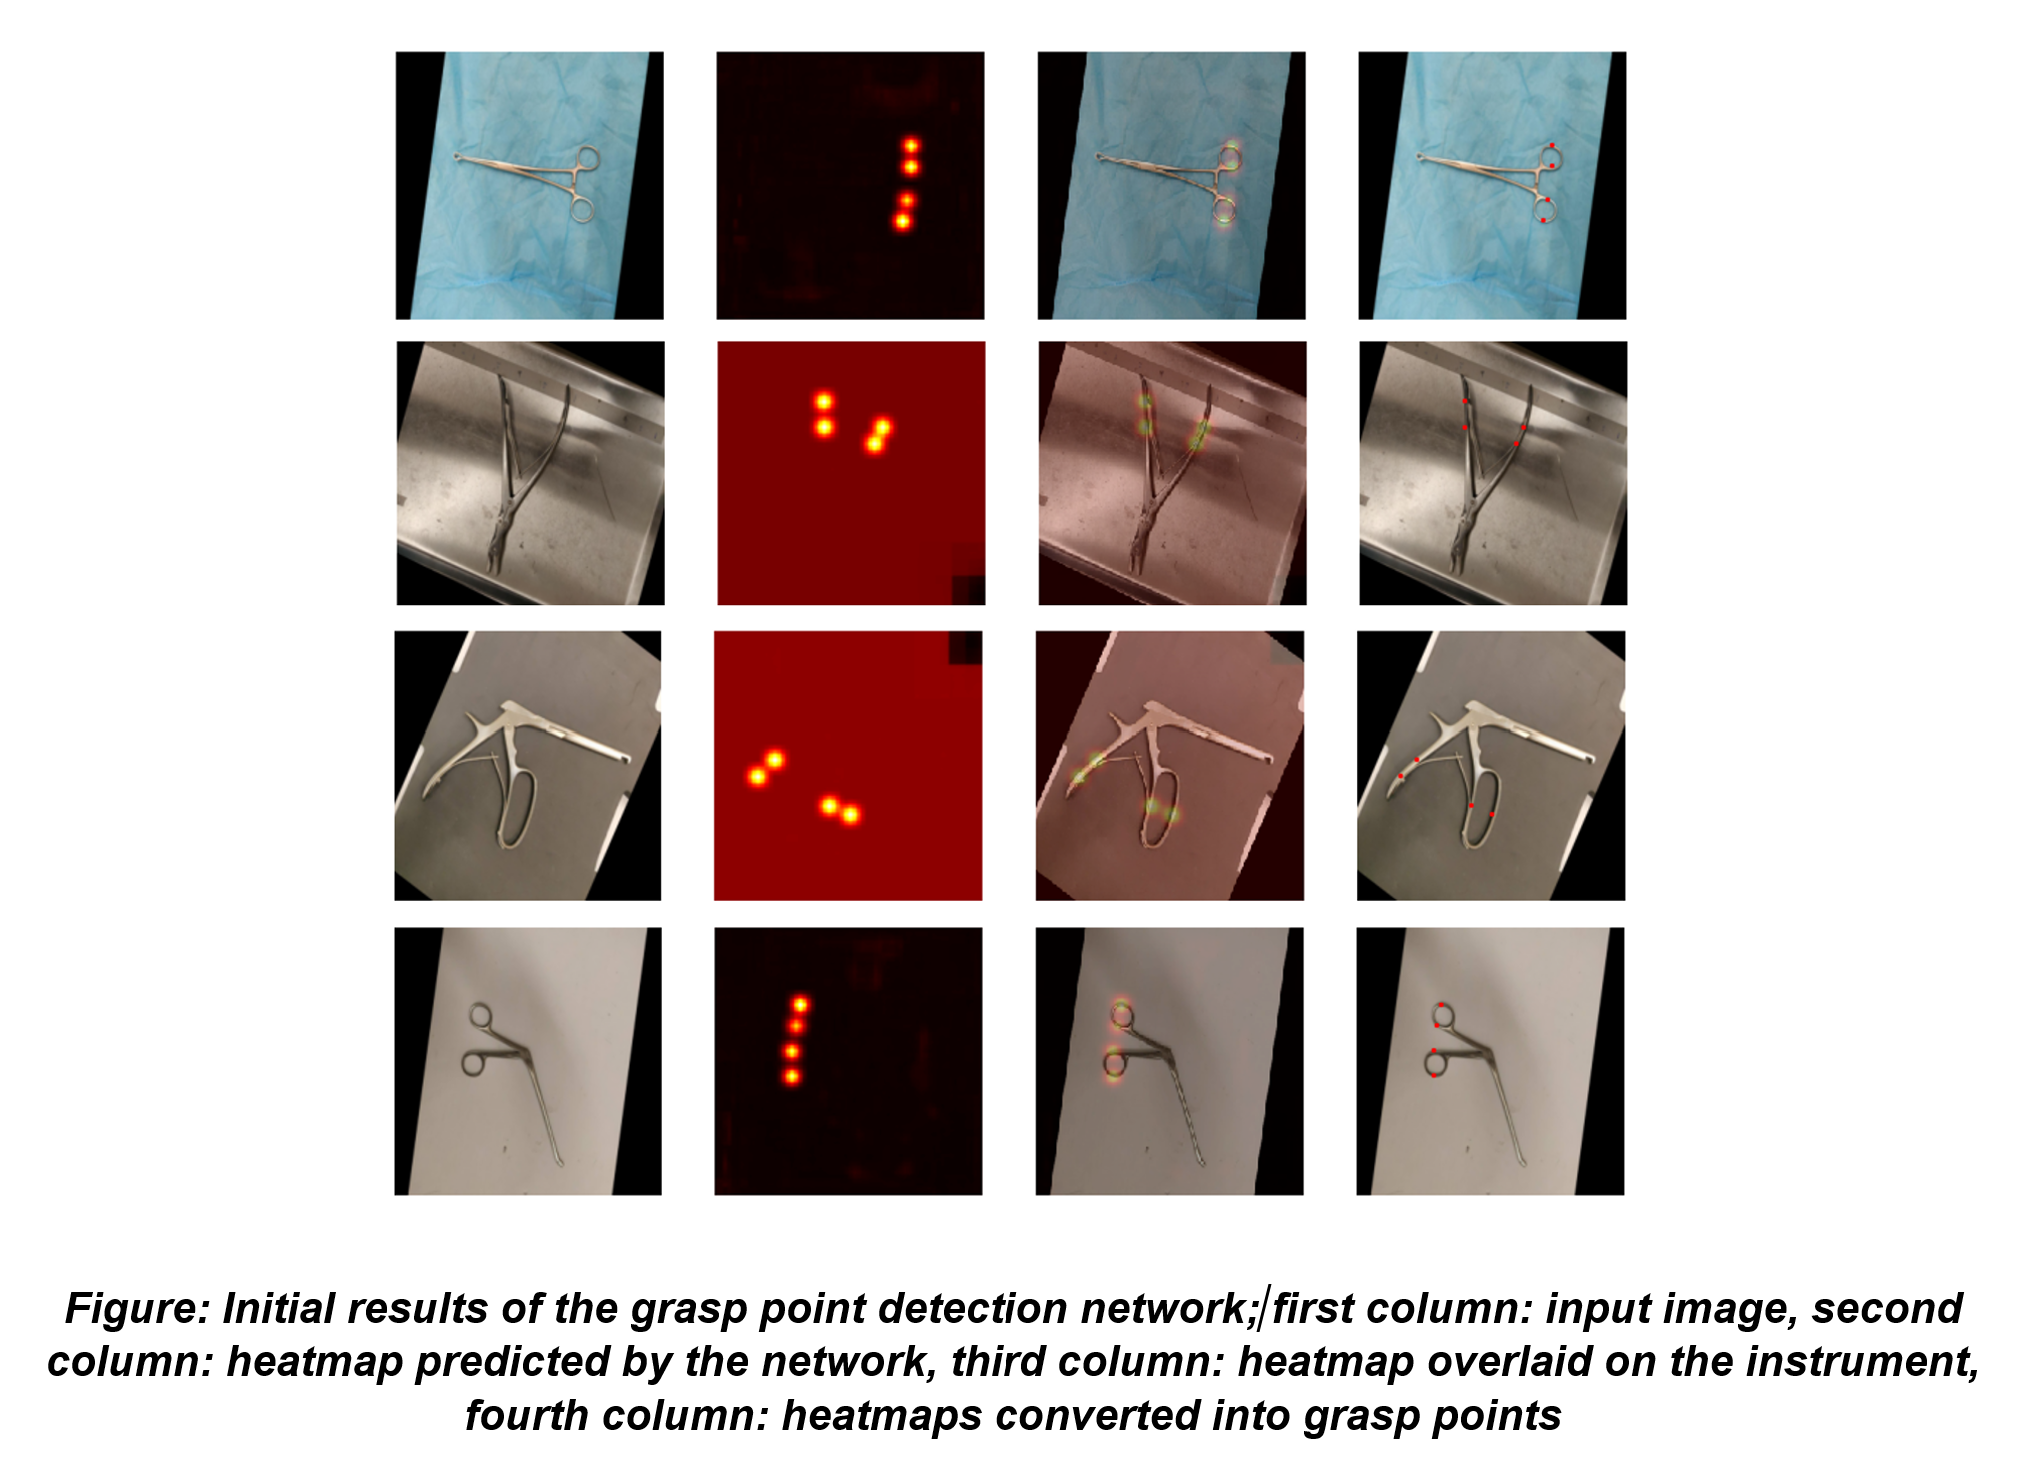 Figure: Initial results of the grasp point detection network; first column: input image, second
column: heatmap predicted by the network, third column: heatmap overlaid on the instrument,
fourth column: heatmaps converted into grasp points